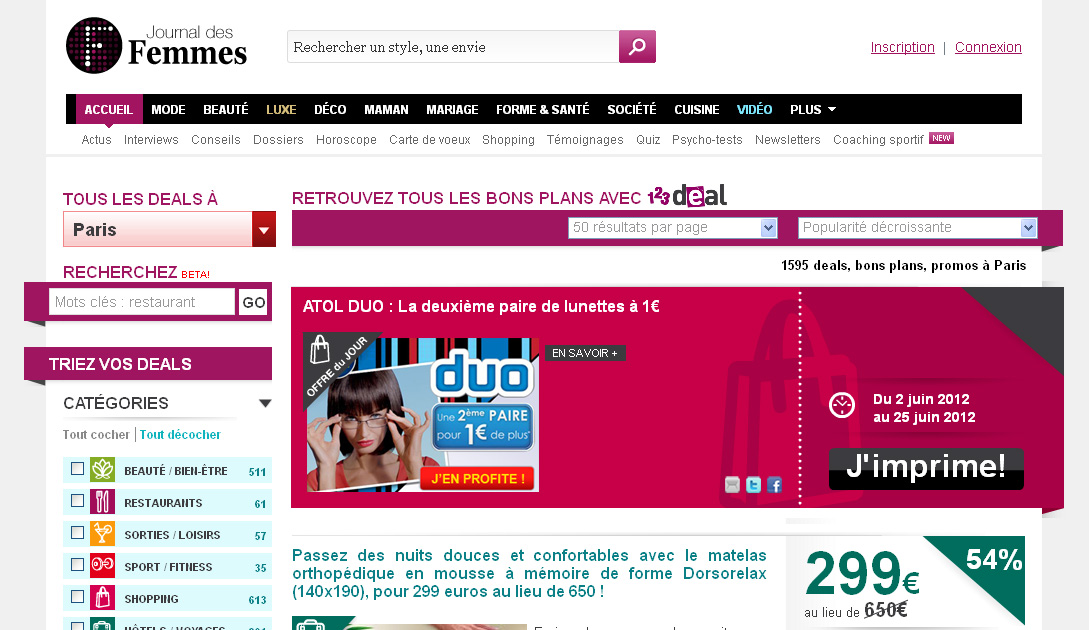 Journal des
Femmes
Rechercher un style, une envie
Inscription | Connexion
ACCUEIL MODE BEAUTÉ LUXE DÉCO MAMAN MARIAGE FORME & SANTÉ SOCIÉTÉ CUISINE VIDÉO PLUS
Actus Interviews Conseils Dossiers Horoscope Carte de voeux Shopping Témoignages Quiz Psycho-tests Newsletters Coaching sportif NEW
TOUS LES DEALS À
Paris
RECHERCHEZ BETA!
Mots clés : restaurant GO
TRIEZ VOS DEALS
CATÉGORIES
Tout cocher | Tout décocher
BEAUTÉ / BIEN-ÊTRE 511
RESTAURANTS 61
SORTIES / LOISIRS 57
SPORT / FITNESS 35
SHOPPING 613
HÔTELS / VOYAGES
RETROUVEZ TOUS LES BONS PLANS AVEC 123deal
50 résultats par page Popularité décroissante
1595 deals, bons plans, promos à Paris
ATOL DUO : La deuxième paire de lunettes à 1€
OFFRE du JOUR
duo
Une 2ème PAIRE
pour 1€ de plus*
J'EN PROFITE !
EN SAVOIR +
Du 2 juin 2012
au 25 juin 2012
J'imprime!
Passez des nuits douces et confortables avec le matelas
orthopédique en mousse à mémoire de forme Dorsorelax
(140x190), pour 299 euros au lieu de 650 !
299€
au lieu de 650€
54%